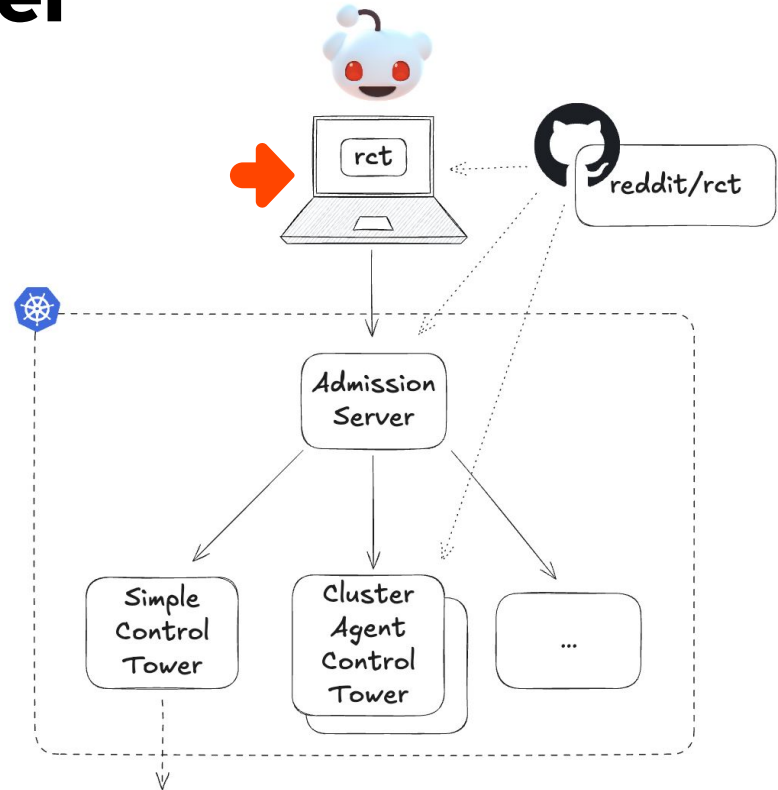 rct
reddit/rct
Admission
Server
Simple
Control
Tower
Cluster
Agent
Control
Tower
...